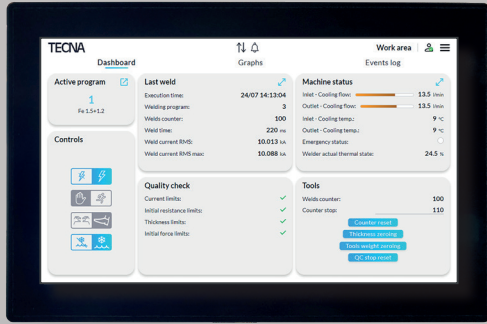 TECNA
Work area
Dashboard
Graphs
Events log
Active program
1
Fe 1.5+1.2
Controls
Last weld
Execution time: 24/07 14:13:04
Welding program: 3
Welds counter: 100
Weld time: 220 ms
Weld current RMS: 10.013 kA
Weld current RMS max: 10.088 kA
Machine status
Inlet - Cooling flow: 13.5 l/min
Outlet - Cooling flow: 13.5 l/min
Inlet - Cooling temp.: 9 °C
Outlet - Cooling temp.: 9 °C
Emergency status:
Welder actual thermal state: 24.5 %
Quality check
Current limits:
Initial resistance limits:
Thickness limits:
Initial force limits:
Tools
Welds counter: 100
Counter stop: 110
Counter reset
Thickness zeroing
Tools weight zeroing
QC stop reset